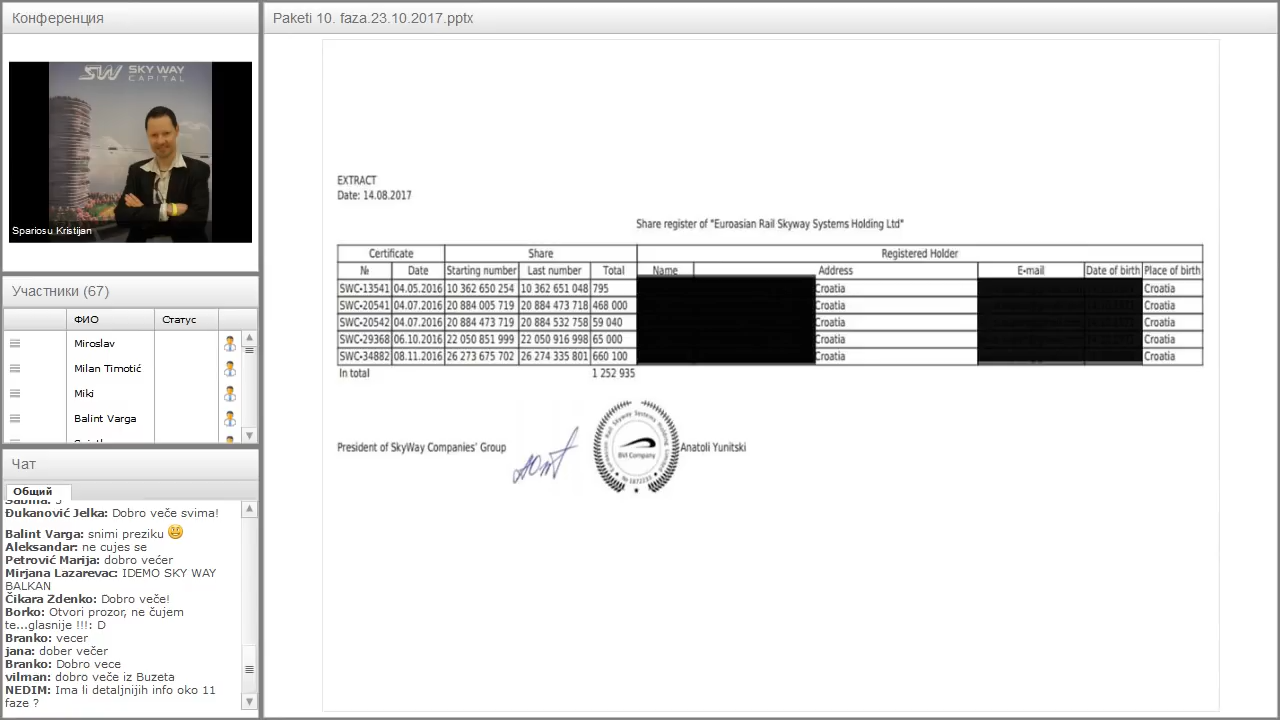 Конференция
SW SKY WAY
CAPITAL
Spariosu Kristijan
Участники (67)
ФИО Статус
Miroslav
Milan Timotić
Miki
Balint Varga
Чат
Общий
Đukanović Jelka: Dobro veče svima!
Balint Varga: snimi preziku
Aleksandar: ne cujes se
Petrović Marija: dobro većer
Mirjana Lazarevac: IDEMO SKY WAY
BALKAN
Čikara Zdenko: Dobro veče!
Borko: Otvori prozor, ne čujem
te...glasnije !!!: D
Branko: vecer
jana: dober večer
Branko: Dobro vece
vilman: dobro veče iz Buzeta
NEDIM: Ima li detaljnijih info oko 11
faze ?
Paketi 10. faza.23.10.2017.pptx
EXTRACT
Date: 14.08.2017
Share register of "Euroasian Rail Skyway Systems Holding Ltd"
Certificate Share Registered Holder
№ Date Starting number Last number Total Name Address E-mail Date of birth Place of birth
SWC-13541 04.05.2016 10 362 650 254 10 362 651 048 795 Croatia Croatia
SWC-20541 04.07.2016 20 884 005 719 20 884 473 718 468 000 Croatia Croatia
SWC-20542 04.07.2016 20 884 473 719 20 884 532 758 59 040 Croatia Croatia
SWC-29368 06.10.2016 22 050 851 999 22 050 916 998 65 000 Croatia Croatia
SWC-34882 08.11.2016 26 273 675 702 26 274 335 801 660 100 Croatia Croatia
In total 1 252 935
President of SkyWay Companies' Group
Euroasian Rail Skyway Systems Holding Limited
BVI Company
Anatoli Yunitski